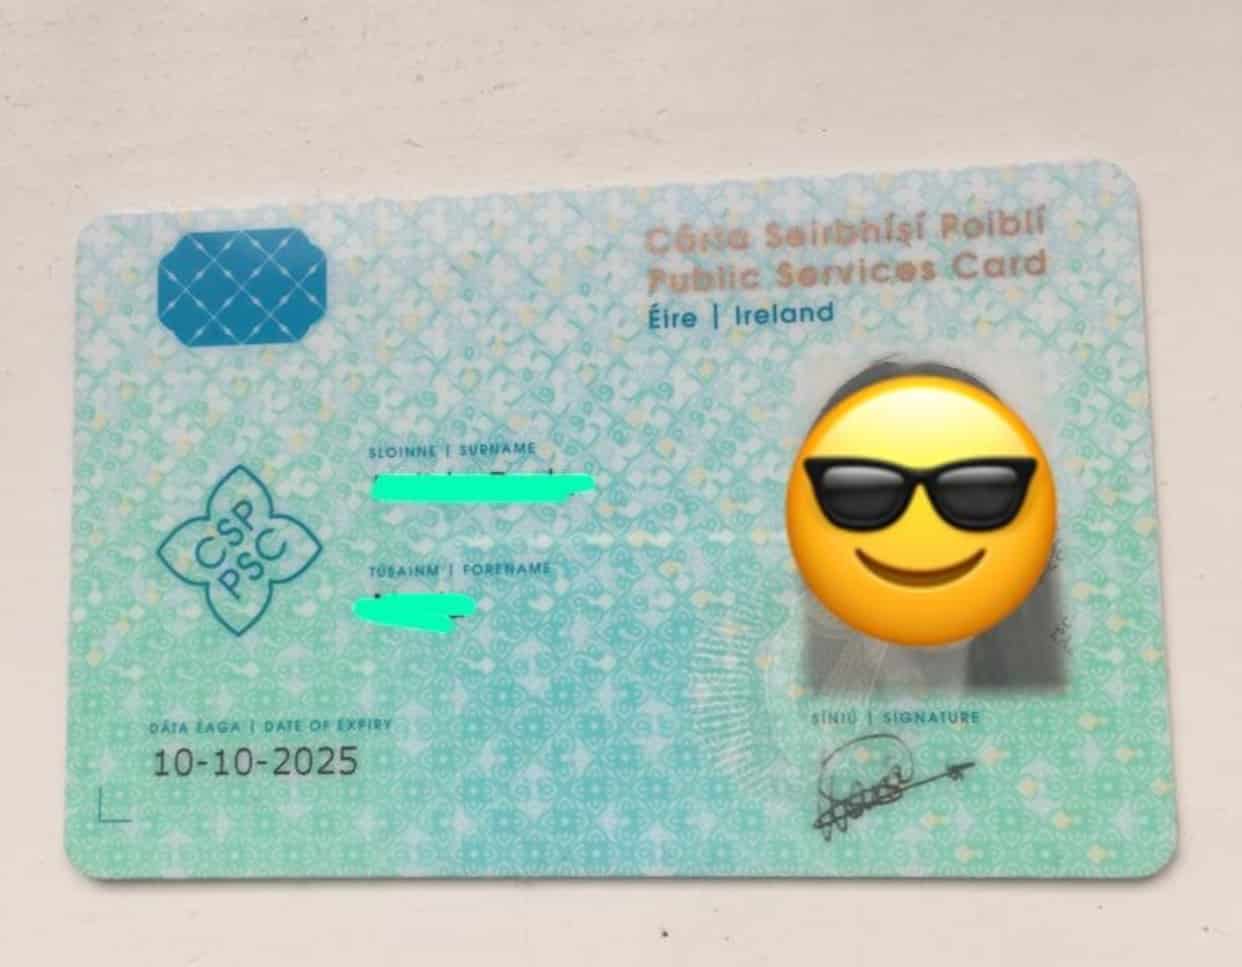 Cárta Seirbhísí Poiblí
Public Services Card
Éire | Ireland
SLOINNE | SURNAME
CSP
PSC
TÚSAINM | FORENAME
DÁTA ÉAGA | DATE OF EXPIRY
10-10-2025
SÍNIÚ | SIGNATURE